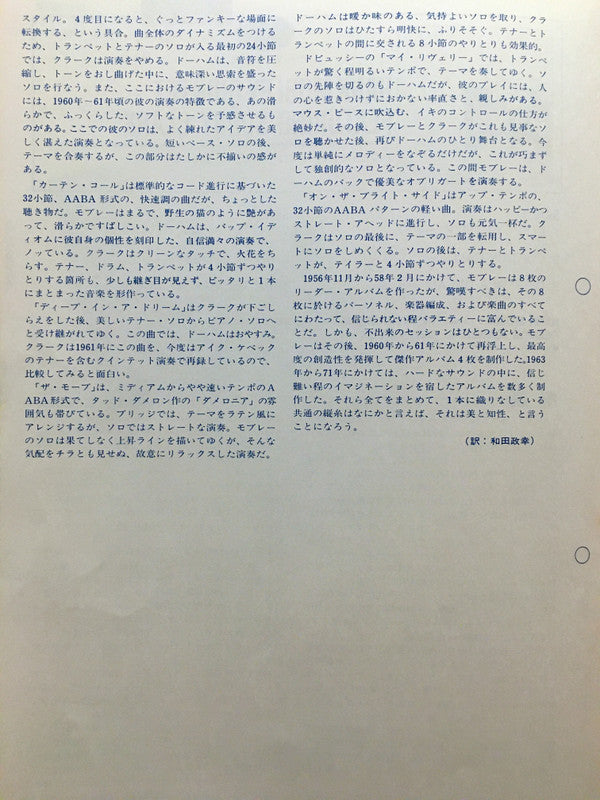 スタイル。4度目になると、ぐっとファンキーな場面に
転換する、という具合。曲全体のダイナミズムをつける
ため、トランペットとテナーのソロが入る最初の24小節
では、クラークは演奏をやめる。ドーハムは、音符を圧
縮し、トーンをおし曲げた中に、意味深い思索を盛った
ソロを行なう。また、ここにおけるモブレーのサウンド
には、1960年－61年頃の彼の演奏の特徴である、あの滑
らかで、ふっくらした、ソフトなトーンを予感させるも
のがある。ここでの彼のソロは、よく練れたアイデアを美
しく湛えた演奏となっている。短いベース・ソロの後、
テーマを合奏するが、この部分はたしかに不揃いの感が
ある。
「カーテン・コール」は標準的なコード進行に基づいた
32小節、AABA 形式の、快速調の曲だが、ちょっとした
聴き物だ。モブレーはまるで、野生の猫のように艶があ
って、滑らかですばしこい。ドーハムは、バップ・イデ
ィオムに彼自身の個性を刻印した、自信満々の演奏で、
ノッている。クラークはクリーンなタッチで、火花をち
らす。テナー、ドラム、トランペットが4小節ずつやり
とりする箇所も、少しも継ぎ目が見えず、ピッタリと1本
にまとまった音楽を形作っている。
「ディープ・イン・ア・ドリーム」はクラークが下ごし
らえをした後、美しいテナー・ソロからピアノ・ソロへ
と受け継がれてゆく。この曲では、ドーハムはおやすみ。
クラークは1961年にこの曲を、今度はアイク・ケベック
のテナーを含むクインテット演奏で再録しているので、
比較してみると面白い。
「ザ・モーブ」は、ミディアムからやや速いテンポのA
ABA形式で、タッド・ダメロン作の「ダメロニア」の雰
囲気も帯びている。ブリッジでは、テーマをラテン風に
アレンジするが、ソロではストレートな演奏。モブレー
のソロは果てしなく上昇ラインを描いてゆくが、そんな
気配をチラとも見せぬ、故意にリラックスした演奏だ。
ドーハムは暖か味のある、気持よいソロを取り、クラ
ークのソロはひたすら明快に、ふりそそぐ。テナーとト
ランペットの間に交される8小節のやりとりも効果的。
ドビュッシーの「マイ・リヴェリー」では、トランペ
ットが驚く程明るいテンポで、テーマを奏でてゆく。ソ
ロの先陣を切るのもドーハムだが、彼のプレイには、人
の心を惹きつけずにおかない率直さと、親しみがある。
マウス・ピースに吹込む、イキのコントロールの仕方が
絶妙だ。その後、モブレーとクラークがこれも見事なソ
ロを聴かせた後、再びドーハムのひとり舞台となる。今
度は単純にメロディーをなぞるだけだが、これが巧まず
して独創的なソロとなっている。この間モブレーは、ド
ーハムのバックで優美なオブリガートを演奏する。
「オン・ザ・ブライト・サイド」はアップ・テンポの、
32小節のAABA パターンの軽い曲。演奏はハッピーかつ
ストレート・アヘッドに進行し、ソロも元気一杯だ。ク
ラークはソロの最後に、テーマの一部を転用し、スマー
トにソロをしめくくる。ソロの後は、テナーとトランペ
ットが、テイラーと4小節ずつやりとりする。
1956年11月から58年2月にかけて、モブレーは8枚の
リーダー・アルバムを作ったが、驚嘆すべきは、その8
枚に於けるパーソネル、楽器編成、および楽曲のすべて
にわたって、信じられない程バラエティーに富んでいるこ
とだ。しかも、不出来のセッションはひとつもない。モブ
レーはその後、1960年から61年にかけて再浮上し、最高
度の創造性を発揮して傑作アルバム4枚を制作した。1963
年から71年にかけては、ハードなサウンドの中に、信じ
難い程のイマジネーションを宿したアルバムを数多く制
作した。それら全てをまとめて、1本に織りなしている
共通の縦糸はなにかと言えば、それは美と知性、と言う
ことになろう。
(訳：和田政幸)